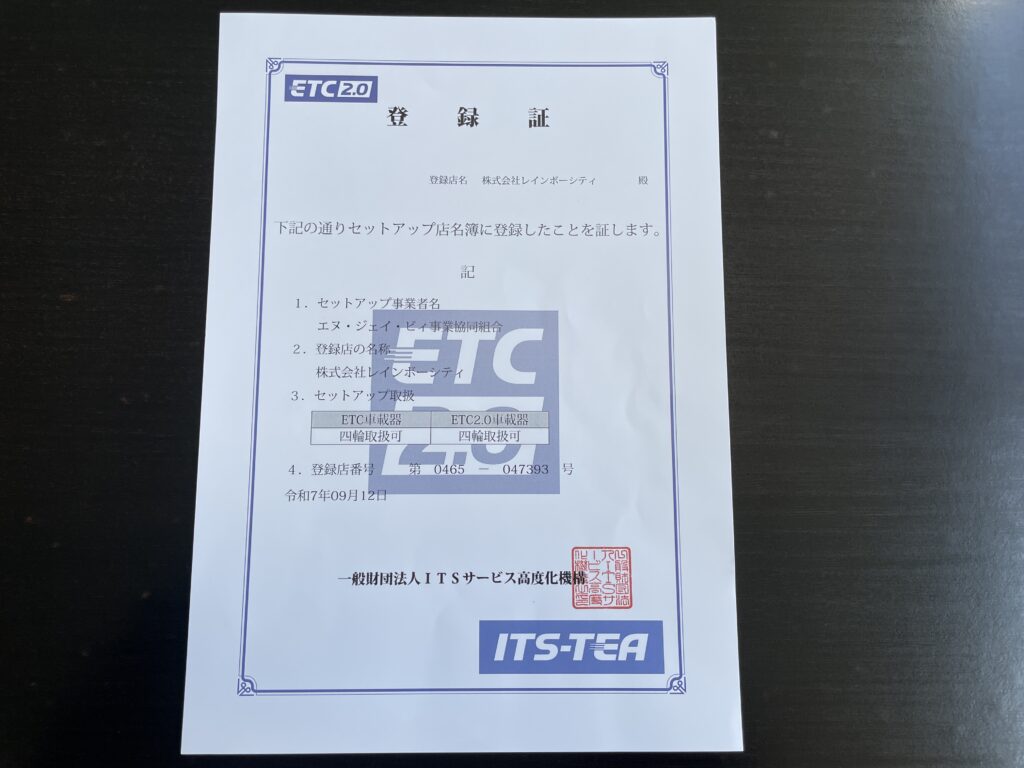 ETC2.0
登録証
登録店名 株式会社レインボーシティ 殿
下記の通りセットアップ店名簿に登録したことを証します。
記
1．セットアップ事業者名
エヌ・ジェイ・ビィ事業協同組合
2．登録店の名称
株式会社レインボーシティ
3．セットアップ取扱
ETC車載器 ETC2.0車載器
四輪取扱可 四輪取扱可
4．登録店番号 第 0465 － 047393 号
令和7年09月12日
ETC
2.0
一般財団法人ITSサービス高度化機構
ITS-TEA